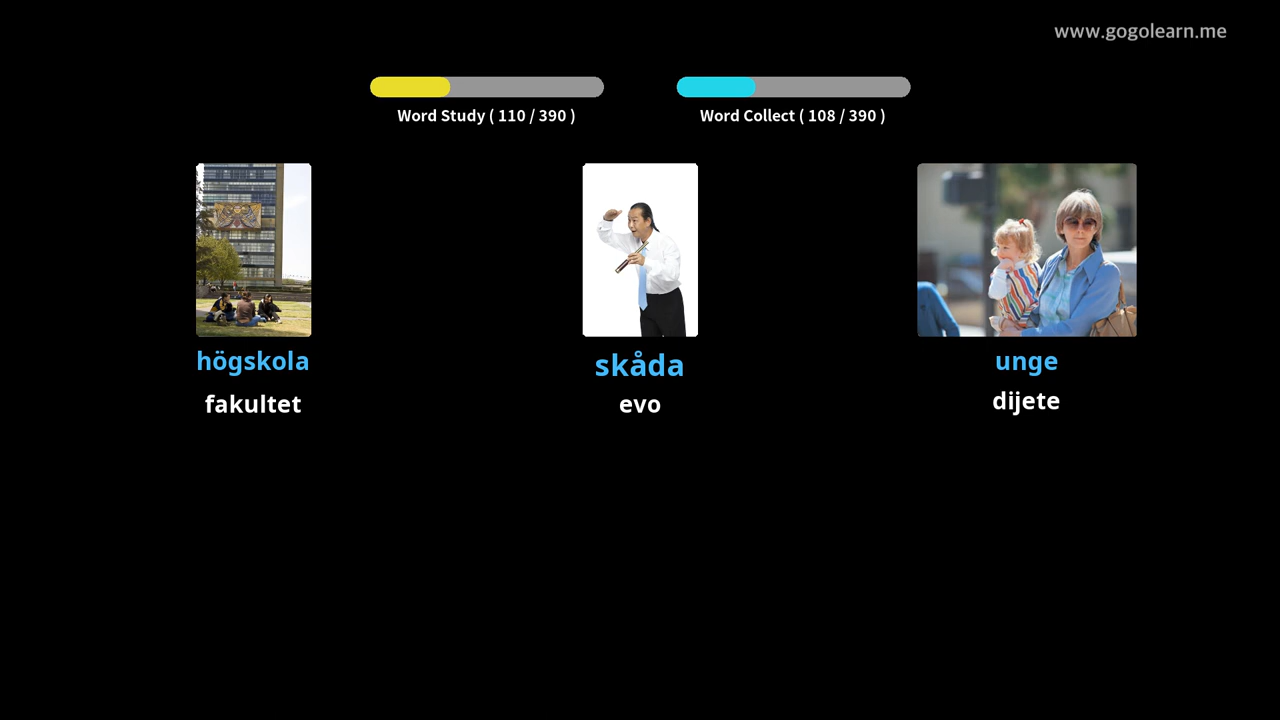 www.gogolearn.me
Word Study ( 110 / 390 )
Word Collect ( 108 / 390 )
högskola
skåda
unge
fakultet
evo
dijete